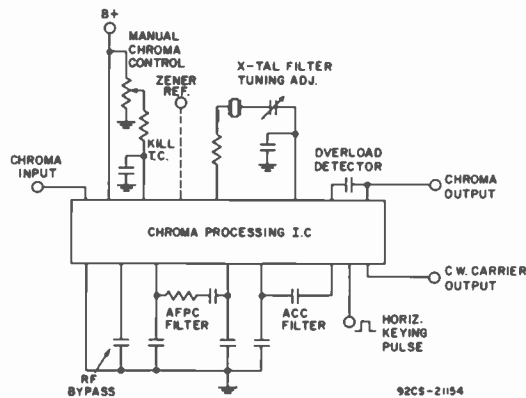 B+
MANUAL
CHROMA
CONTROL
ZENER
REF.
X-TAL FILTER
TUNING ADJ.
KILL
T.C.
CHROMA
INPUT
OVERLOAD
DETECTOR
CHROMA
OUTPUT
CHROMA PROCESSING I.C
C W. CARRIER
OUTPUT
AFPC
FILTER
ACC
FILTER
HORIZ.
KEYING
PULSE
RF
BYPASS
92CS-21154